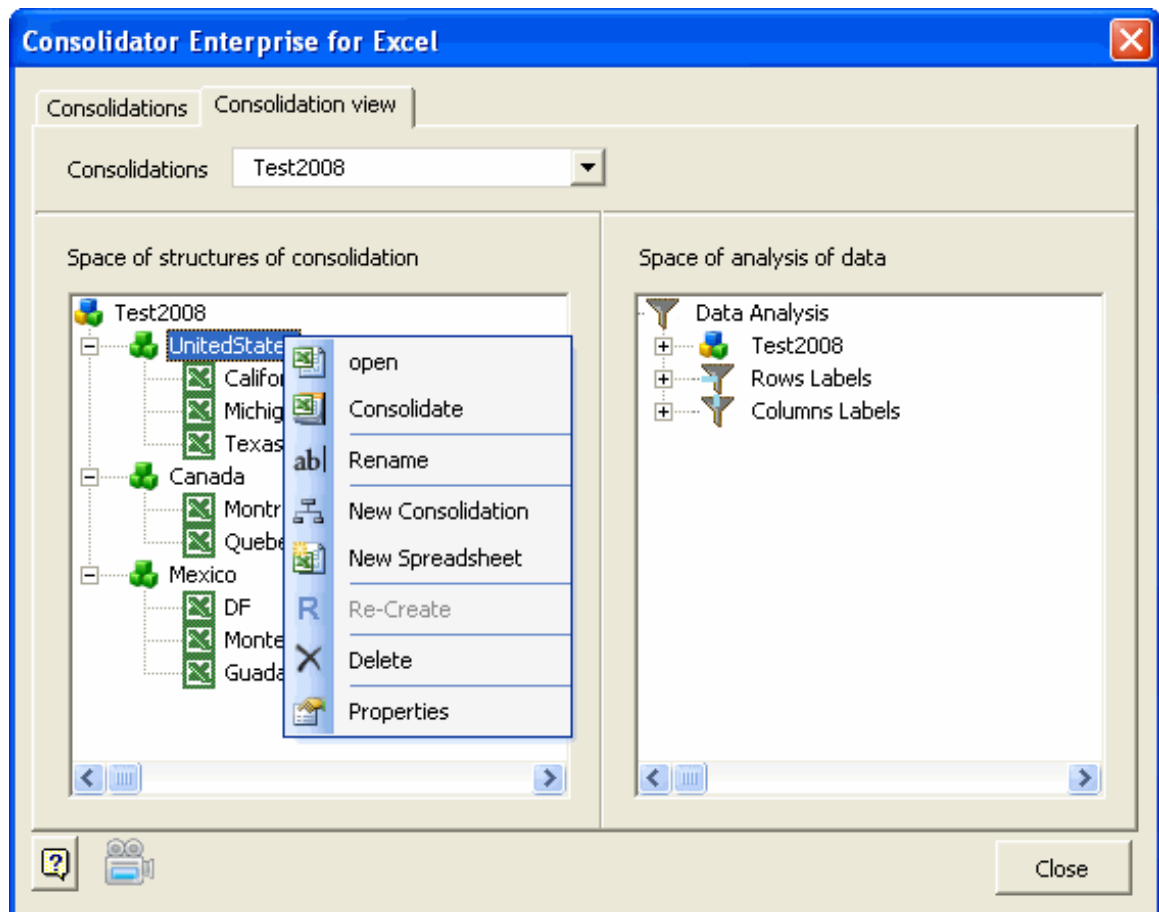 Consolidator Enterprise for Excel
Consolidations Consolidation view
Consolidations Test2008
Space of structures of consolidation
Test2008
UnitedState
Califor
Michig
Texas
Canada
Montr
Quebe
Mexico
DF
Monte
Guada
open
Consolidate
ab Rename
New Consolidation
New Spreadsheet
R Re-Create
Delete
Properties
Space of analysis of data
Data Analysis
Test2008
Rows Labels
Columns Labels
?
Close